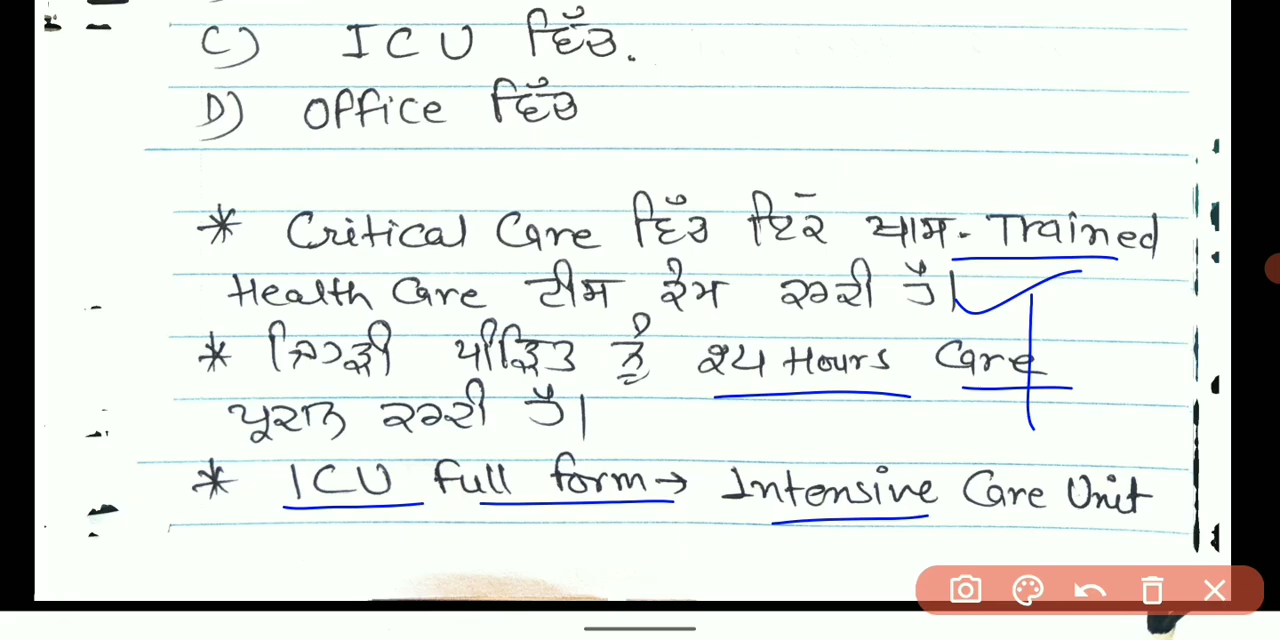 C) ICU ਵਿੱਚ.
D) Office ਵਿੱਚ
* Critical Care ਵਿੱਚ ਇੱਕ ਖਾਸ. Trained
Health Care ਟੀਮ ਕੰਮ ਕਰਦੀ ਹੈ।
* ਜਿਹੜੀ ਪੀੜਿਤ ਨੂੰ 24 Hours Care
ਪ੍ਰਦਾਨ ਕਰਦੀ ਹੈ।
* ICU Full form → Intensive Care Unit